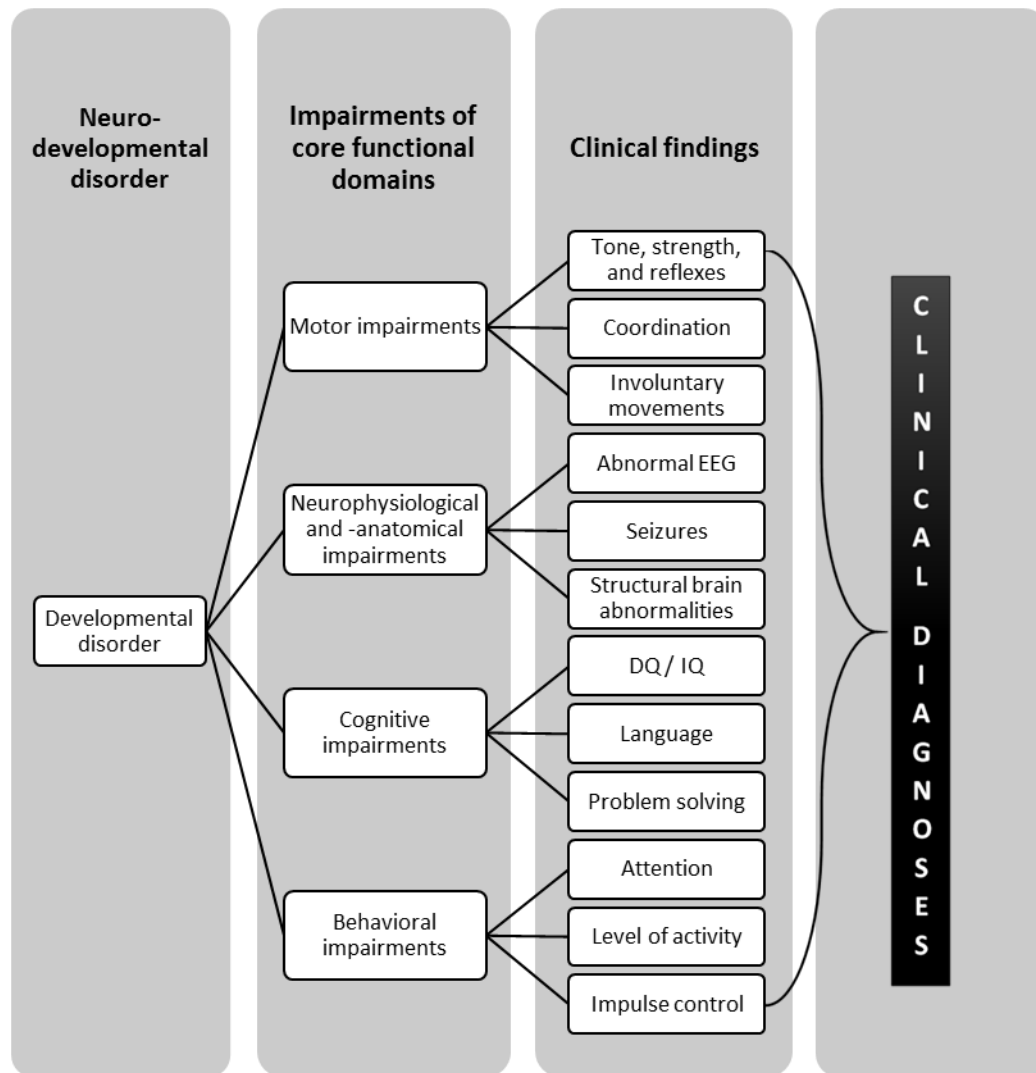 Neuro-
developmental
disorder
Impairments of
core functional
domains
Clinical findings
Developmental
disorder
Motor impairments
Neurophysiological
and -anatomical
impairments
Cognitive
impairments
Behavioral
impairments
Tone, strength,
and reflexes
Coordination
Involuntary
movements
Abnormal EEG
Seizures
Structural brain
abnormalities
DQ / IQ
Language
Problem solving
Attention
Level of activity
Impulse control
CLINICAL DIAGNOSES